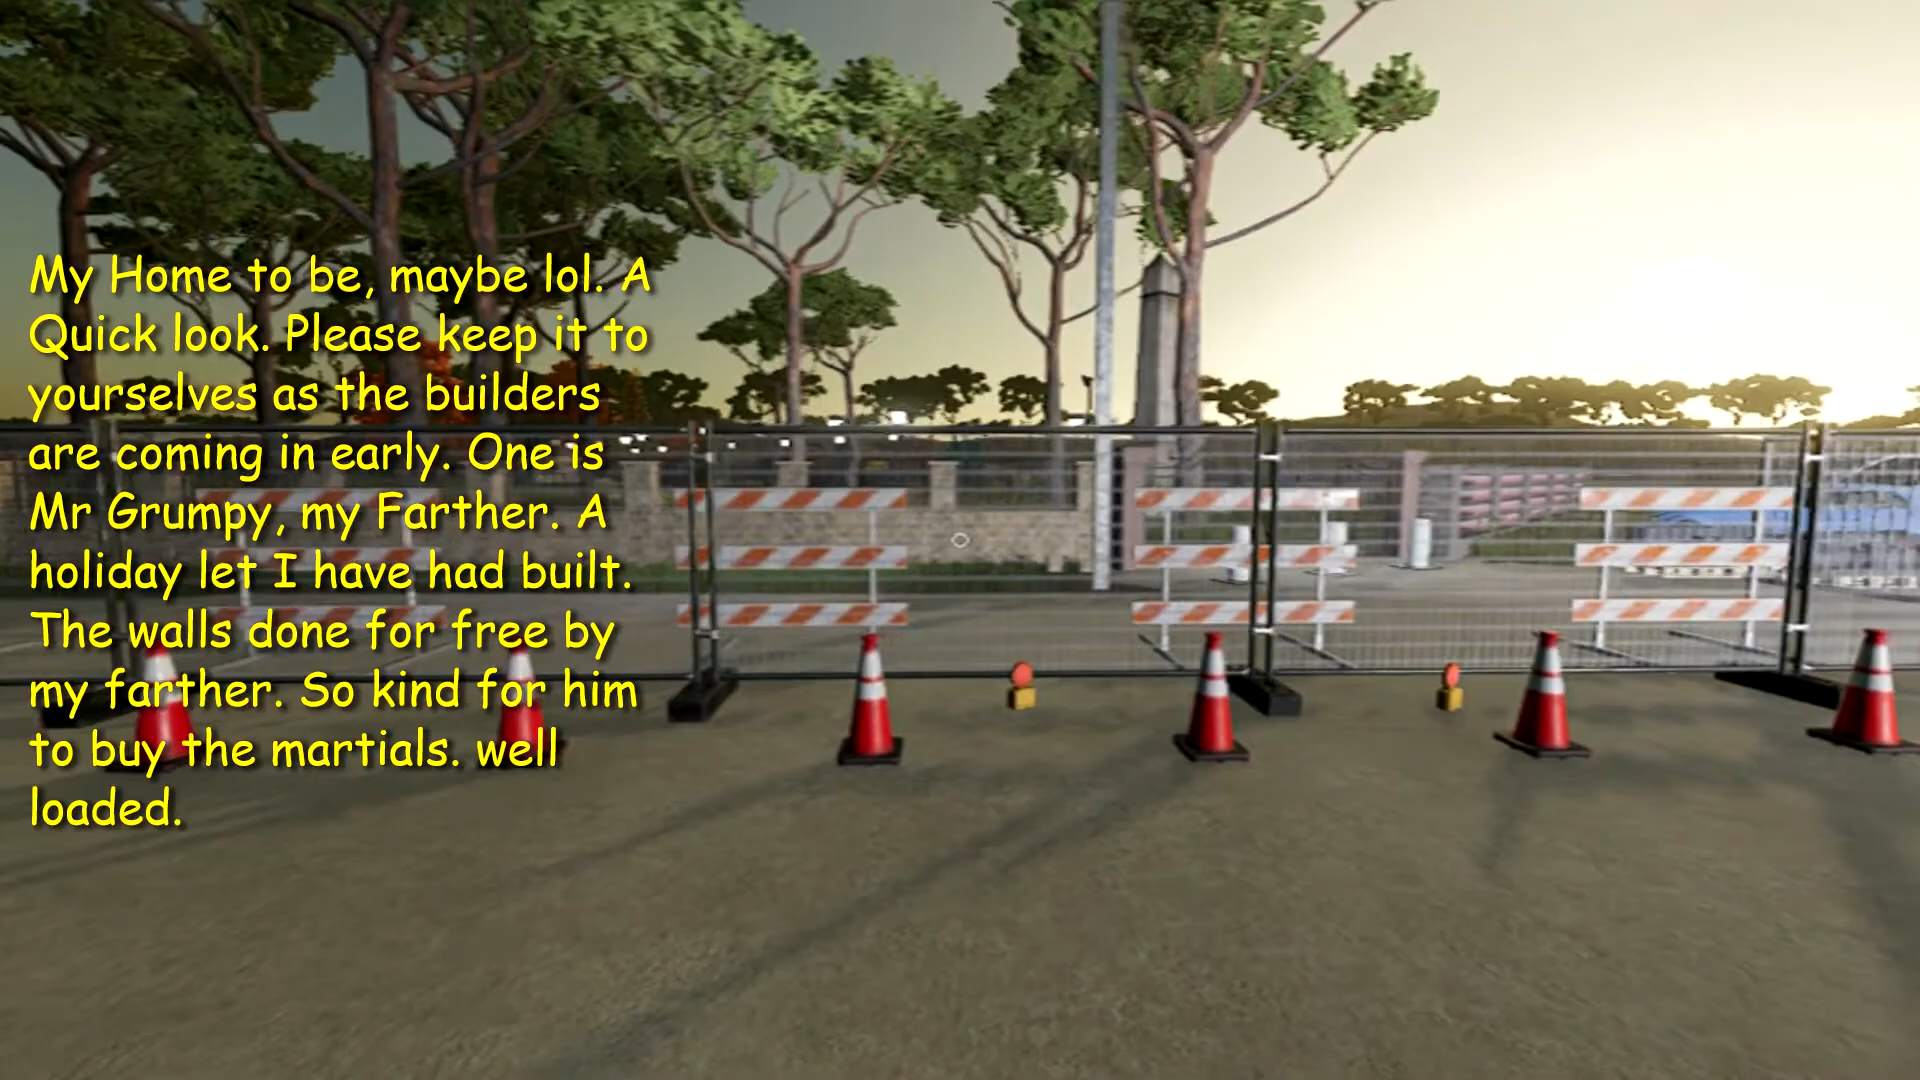 My Home to be, maybe lol. A
Quick look. Please keep it to
yourselves as the builders
are coming in early. One is
Mr Grumpy, my Farther. A
holiday let I have had built.
The walls done for free by
my farther. So kind for him
to buy the martials. well
loaded.